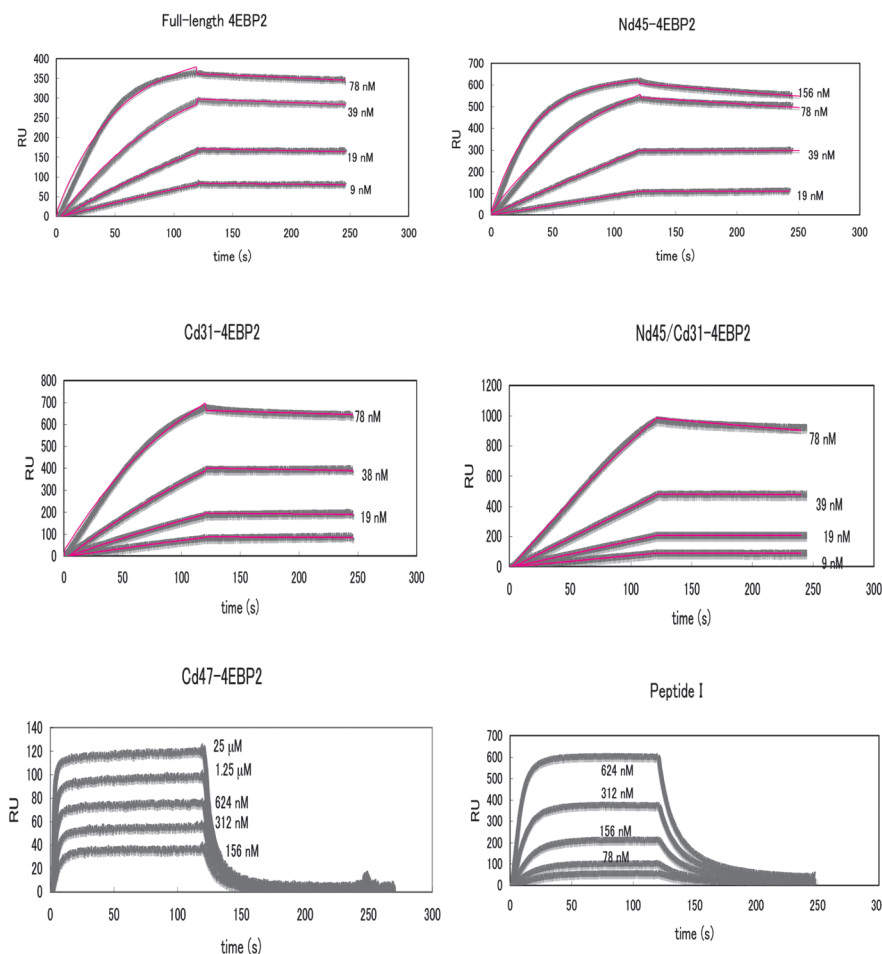 Full-length 4EBP2
400
350
300
250
200
150
100
50
0
RU
78 nM
39 nM
19 nM
9 nM
0 50 100 150 200 250 300
time (s)
Nd45-4EBP2
700
600
500
400
300
200
100
0
RU
156 nM
78 nM
39 nM
19 nM
0 50 100 150 200 250 300
time (s)
Cd31-4EBP2
800
700
600
500
400
300
200
100
0
RU
78 nM
38 nM
19 nM
9 nM
0 50 100 150 200 250 300
time (s)
Nd45/Cd31-4EBP2
1200
1000
800
600
400
200
0
RU
78 nM
39 nM
19 nM
9 nM
0 50 100 150 200 250 300
time (s)
Cd47-4EBP2
140
120
100
80
60
40
20
0
RU
25 μM
1.25 μM
624 nM
312 nM
156 nM
0 50 100 150 200 250 300
time (s)
Peptide I
700
600
500
400
300
200
100
0
RU
624 nM
312 nM
156 nM
78 nM
0 50 100 150 200 250 30
time (s)